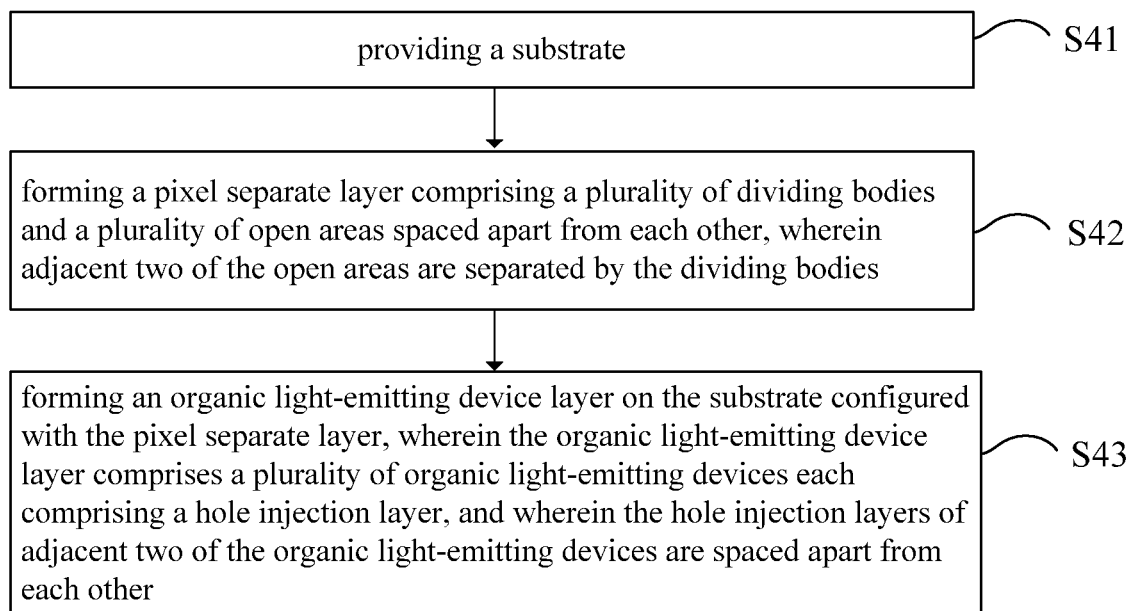 providing a substrate
S41
forming a pixel separate layer comprising a plurality of dividing bodies
and a plurality of open areas spaced apart from each other, wherein
adjacent two of the open areas are separated by the dividing bodies
S42
forming an organic light-emitting device layer on the substrate configured
with the pixel separate layer, wherein the organic light-emitting device
layer comprises a plurality of organic light-emitting devices each
comprising a hole injection layer, and wherein the hole injection layers of
adjacent two of the organic light-emitting devices are spaced apart from
each other
S43